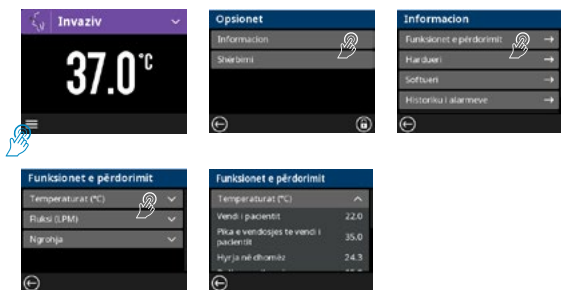 Invaziv
37.0°C
Opsionet
Informacion
Shërbimi
Informacion
Funksionet e përdorimit
Hardueri
Softueri
Historiku i alarmeve
Funksionet e përdorimit
Temperaturat (°C)
Fluksi (LPM)
Ngrohja
Funksionet e përdorimit
Temperaturat (°C)
Vendi i pacientit 22.0
Pika e vendosjes te vendi i
pacientit 35.0
Hyrja në dhomëz 24.3